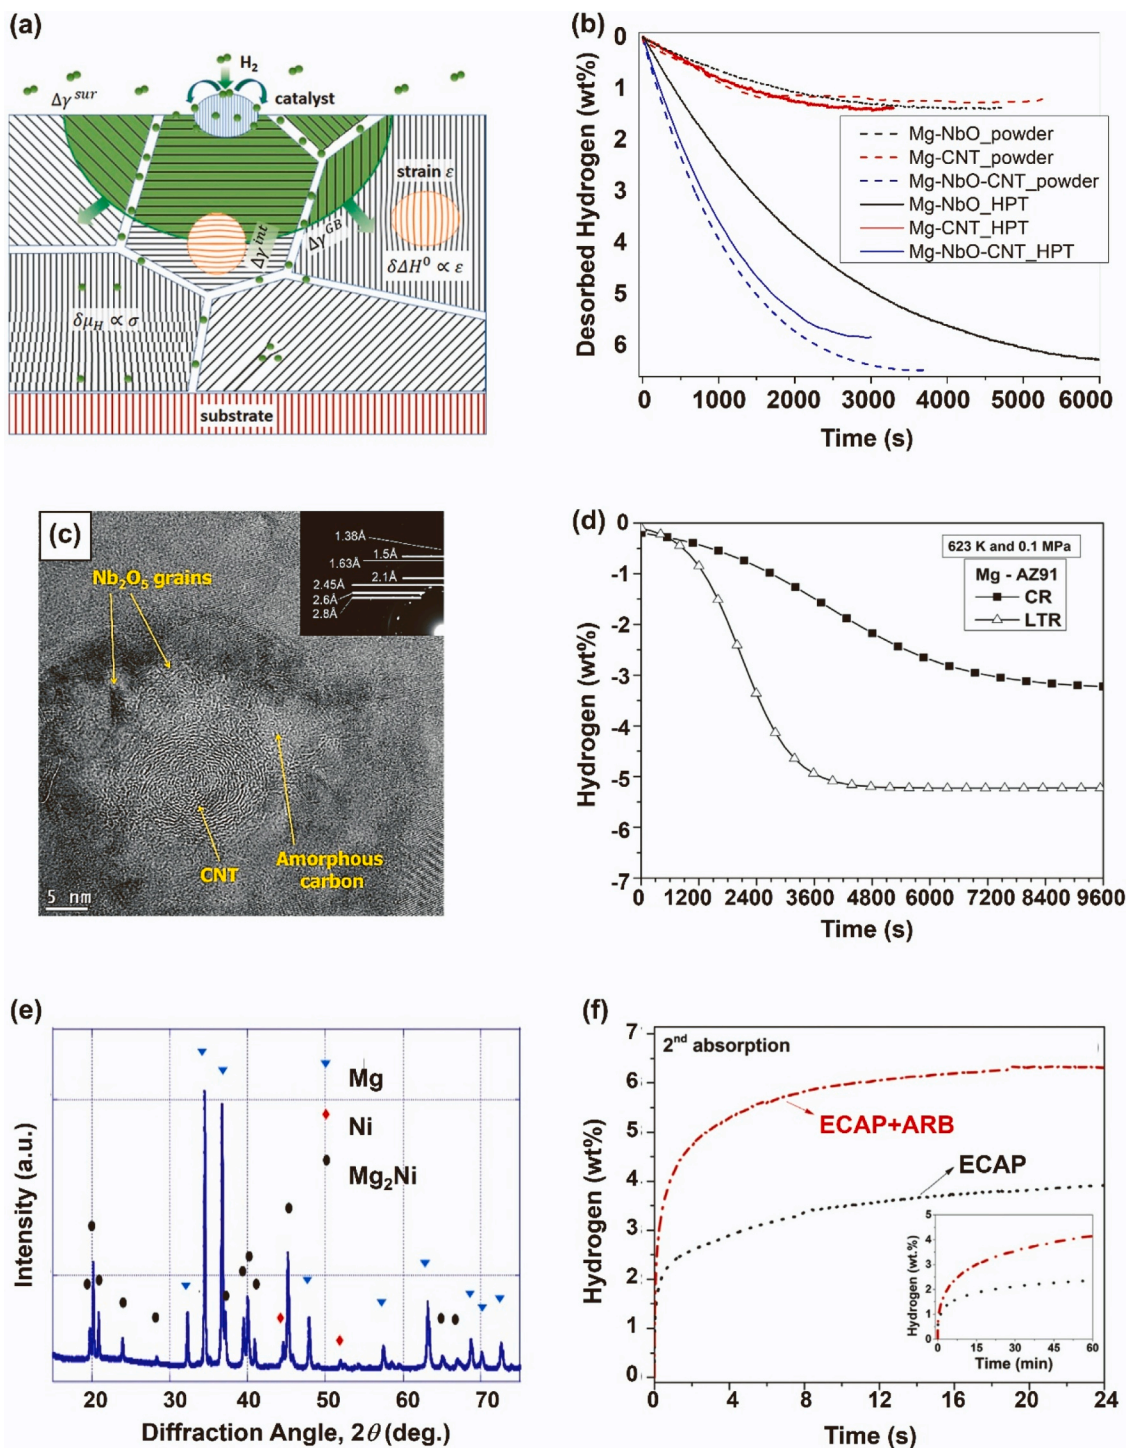 (a)
H₂
Δγ^sur
catalyst
strain ε
Δγ^int
Δγ^GB
δΔH⁰ ∝ ε
δμ_H ∝ σ
substrate
(b)
Desorbed Hydrogen (wt%)
0
1
2
3
4
5
6
Mg-NbO_powder
Mg-CNT_powder
Mg-NbO-CNT_powder
Mg-NbO_HPT
Mg-CNT_HPT
Mg-NbO-CNT_HPT
0 1000 2000 3000 4000 5000 6000
Time (s)
(c)
1.38Å
1.5Å
1.63Å
2.1Å
2.45Å
2.6Å
2.8Å
Nb₂O₅ grains
CNT
Amorphous
carbon
5 nm
(d)
Hydrogen (wt%)
0
-1
-2
-3
-4
-5
-6
-7
623 K and 0.1 MPa
Mg - AZ91
CR
LTR
0 1200 2400 3600 4800 6000 7200 8400 9600
Time (s)
(e)
Intensity (a.u.)
Mg
Ni
Mg₂Ni
20 30 40 50 60 70
Diffraction Angle, 2θ (deg.)
(f)
Hydrogen (wt%)
7
6
5
4
3
2
1
0
2nd absorption
ECAP+ARB
ECAP
Hydrogen (wt.%)
5
4
3
2
1
0
0 15 30 45 60
Time (min)
0 4 8 12 16 20 24
Time (s)